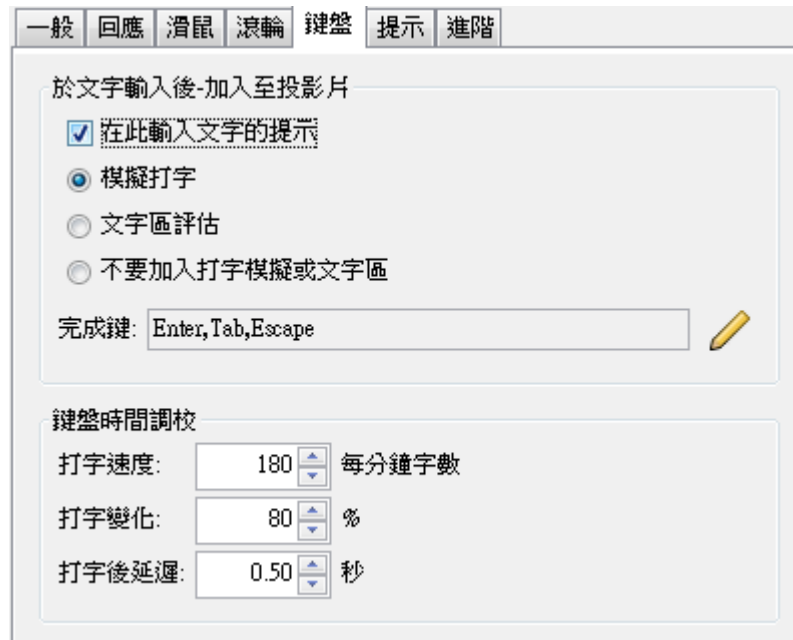 一般 回應 滑鼠 滾輪 鍵盤 提示 進階
於文字輸入後-加入至投影片
在此輸入文字的提示
模擬打字
文字區評估
不要加入打字模擬或文字區
完成鍵: Enter,Tab,Escape
鍵盤時間調校
打字速度: 180 每分鐘字數
打字變化: 80 %
打字後延遲: 0.50 秒